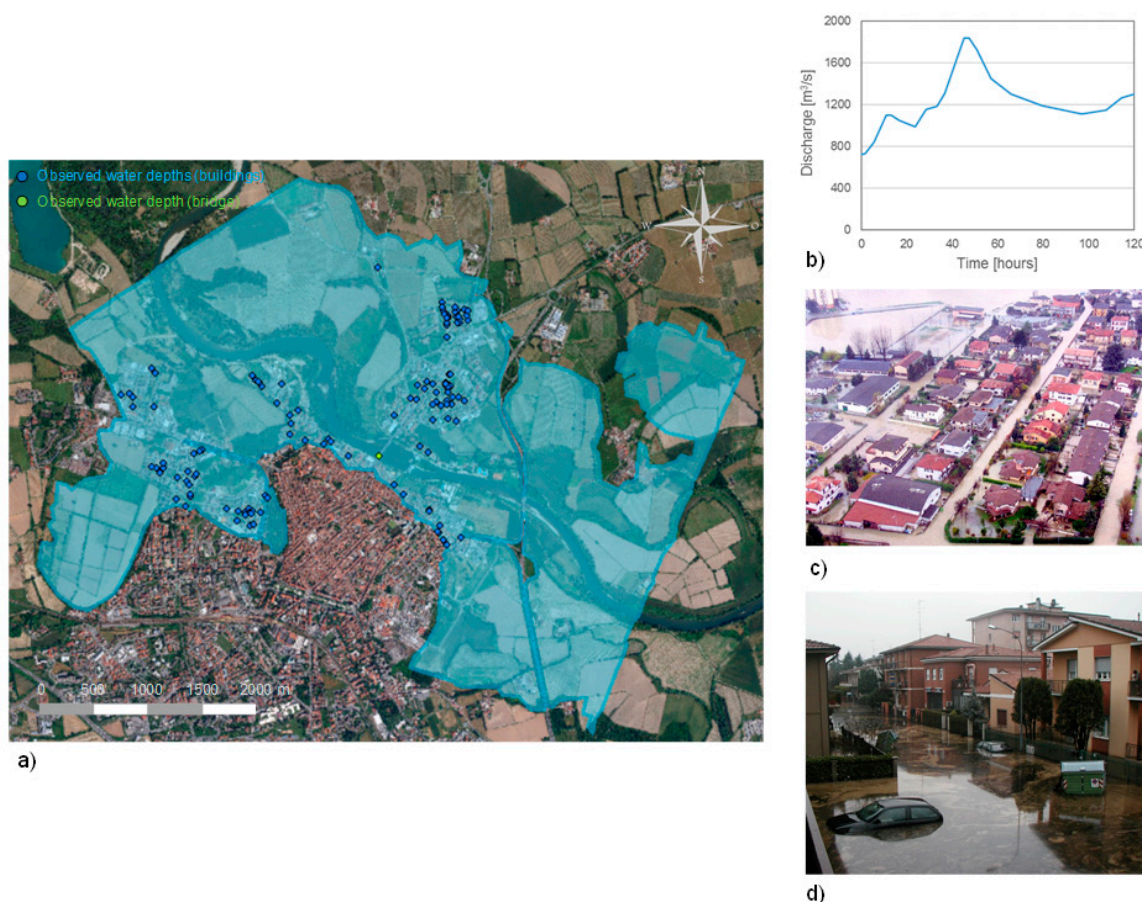 Observed water depths (buildings)
Observed water depth (bridge)
N
W
O
S
0 500 1000 1500 2000 m
a)
2000
1600
1200
800
400
0
Discharge [m³/s]
0 20 40 60 80 100 120
Time [hours]
b)
c)
d)